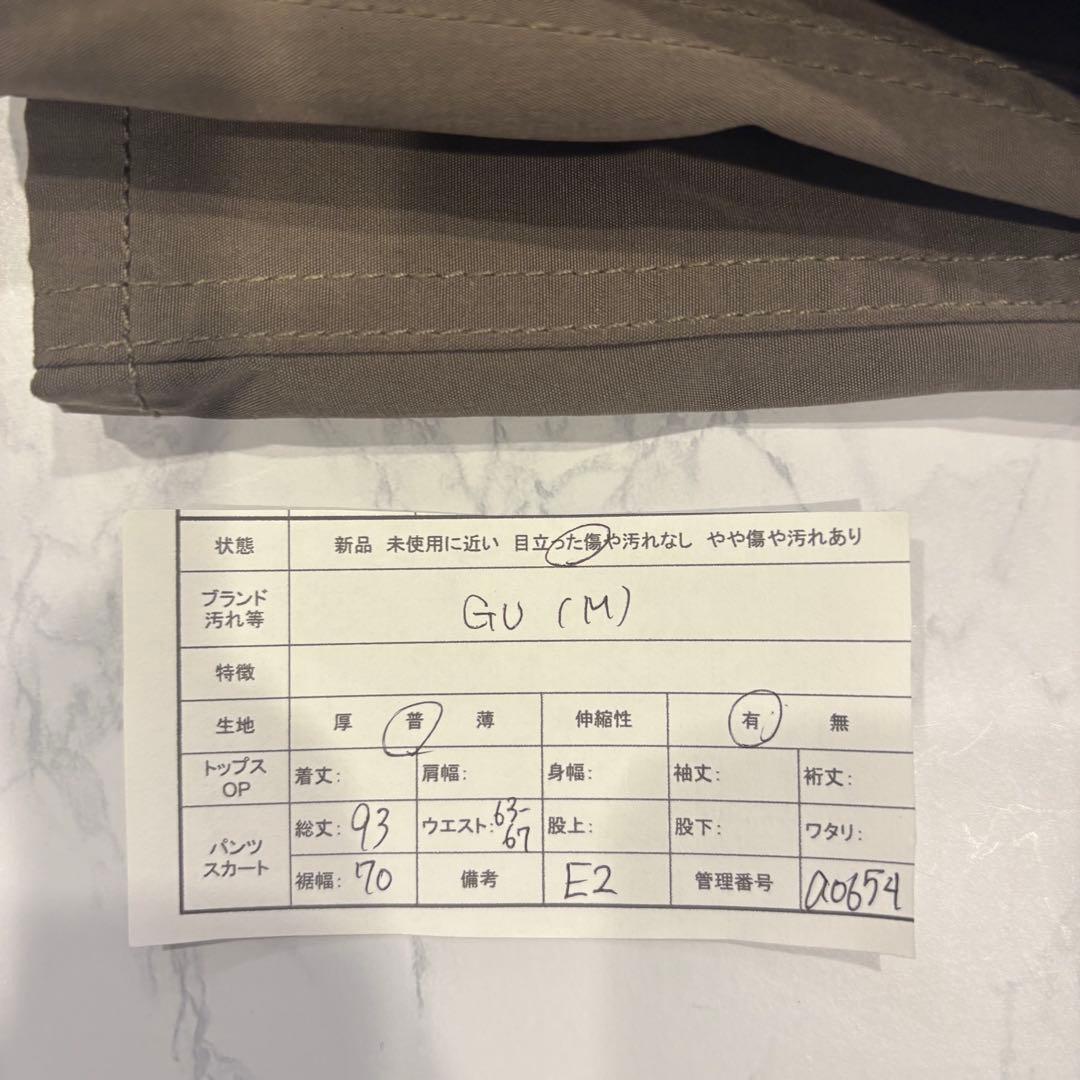 状態 新品 未使用に近い 目立った傷や汚れなし やや傷や汚れあり
ブランド
汚れ等 GU (M)
特徴
生地 厚 普 薄 伸縮性 有 無
トップス
OP 着丈: 肩幅: 身幅: 袖丈: 裄丈:
パンツ
スカート 総丈: 93 ウエスト: 63-67 股上: 股下: ワタリ:
裾幅: 70 備考 E2 管理番号 a0654